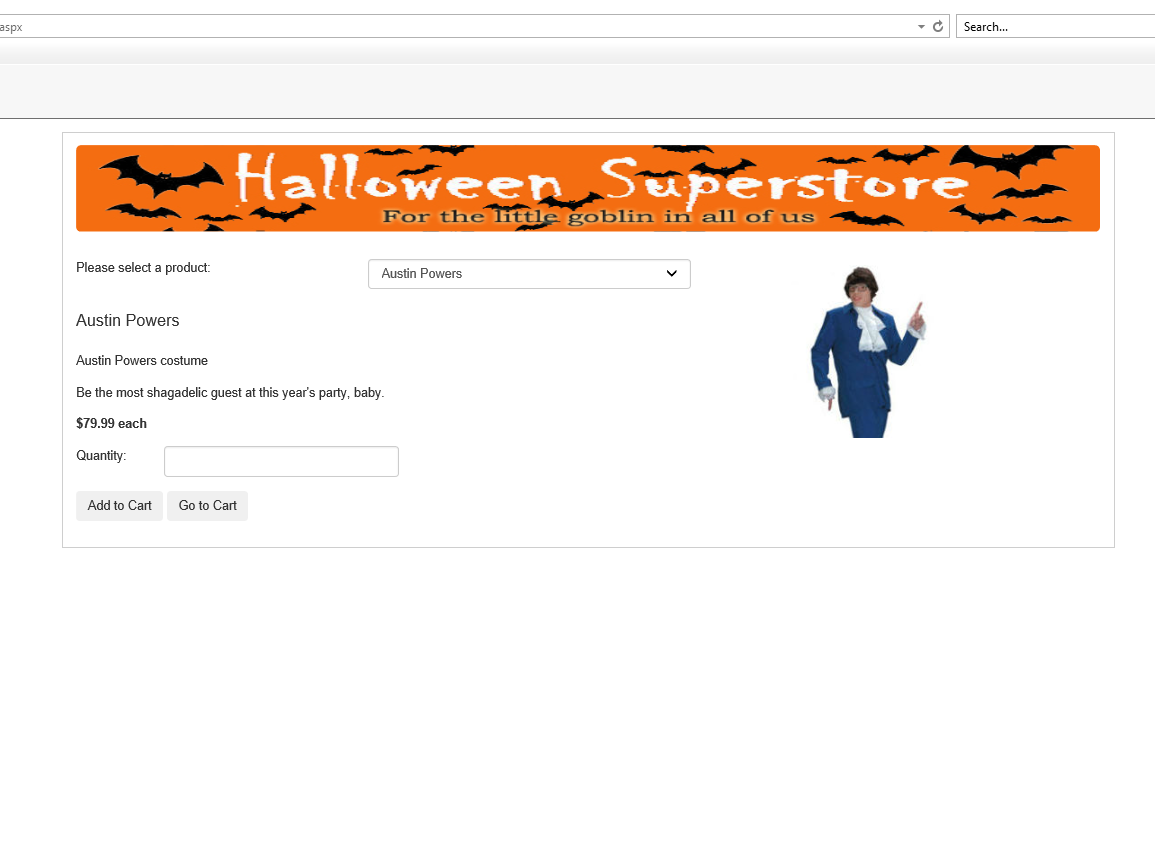 aspx
Search...
Halloween Superstore
For the little goblin in all of us
Please select a product:
Austin Powers
Austin Powers
Austin Powers costume
Be the most shagadelic guest at this year's party, baby.
$79.99 each
Quantity:
Add to Cart
Go to Cart